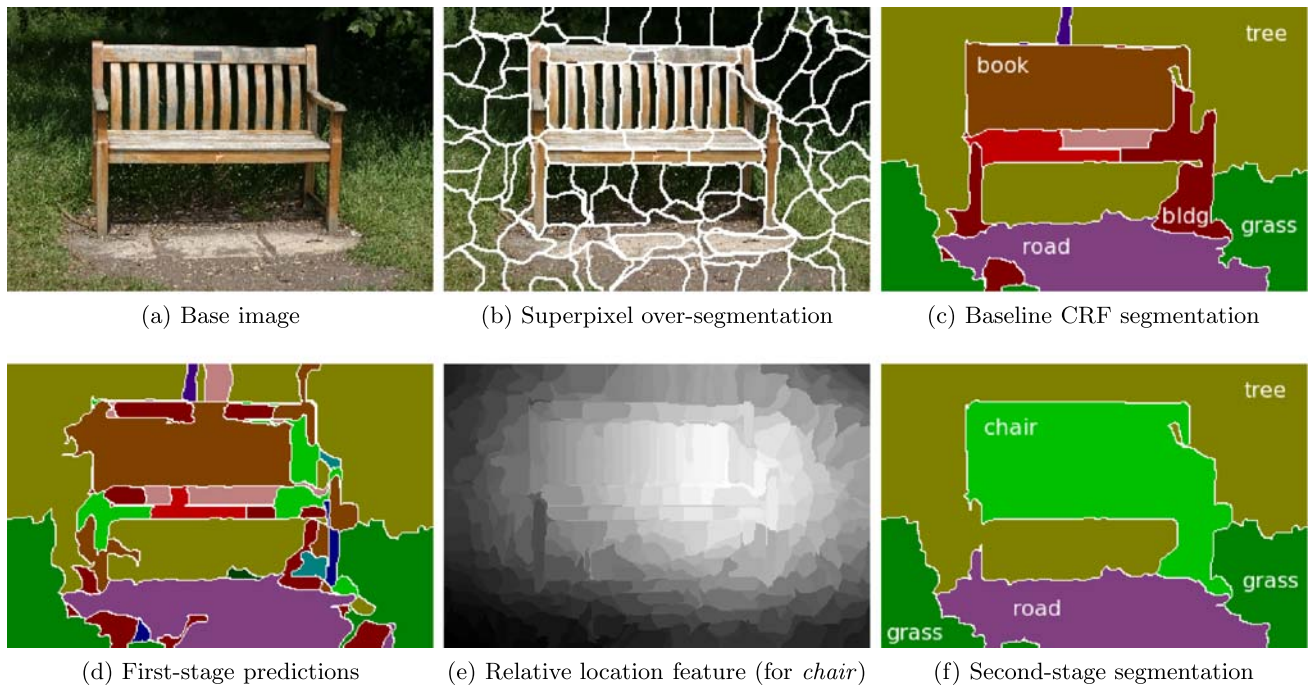 tree
book
bldg
grass
road
(a) Base image
(b) Superpixel over-segmentation
(c) Baseline CRF segmentation
tree
chair
grass
road
grass
(d) First-stage predictions
(e) Relative location feature (for chair)
(f) Second-stage segmentation